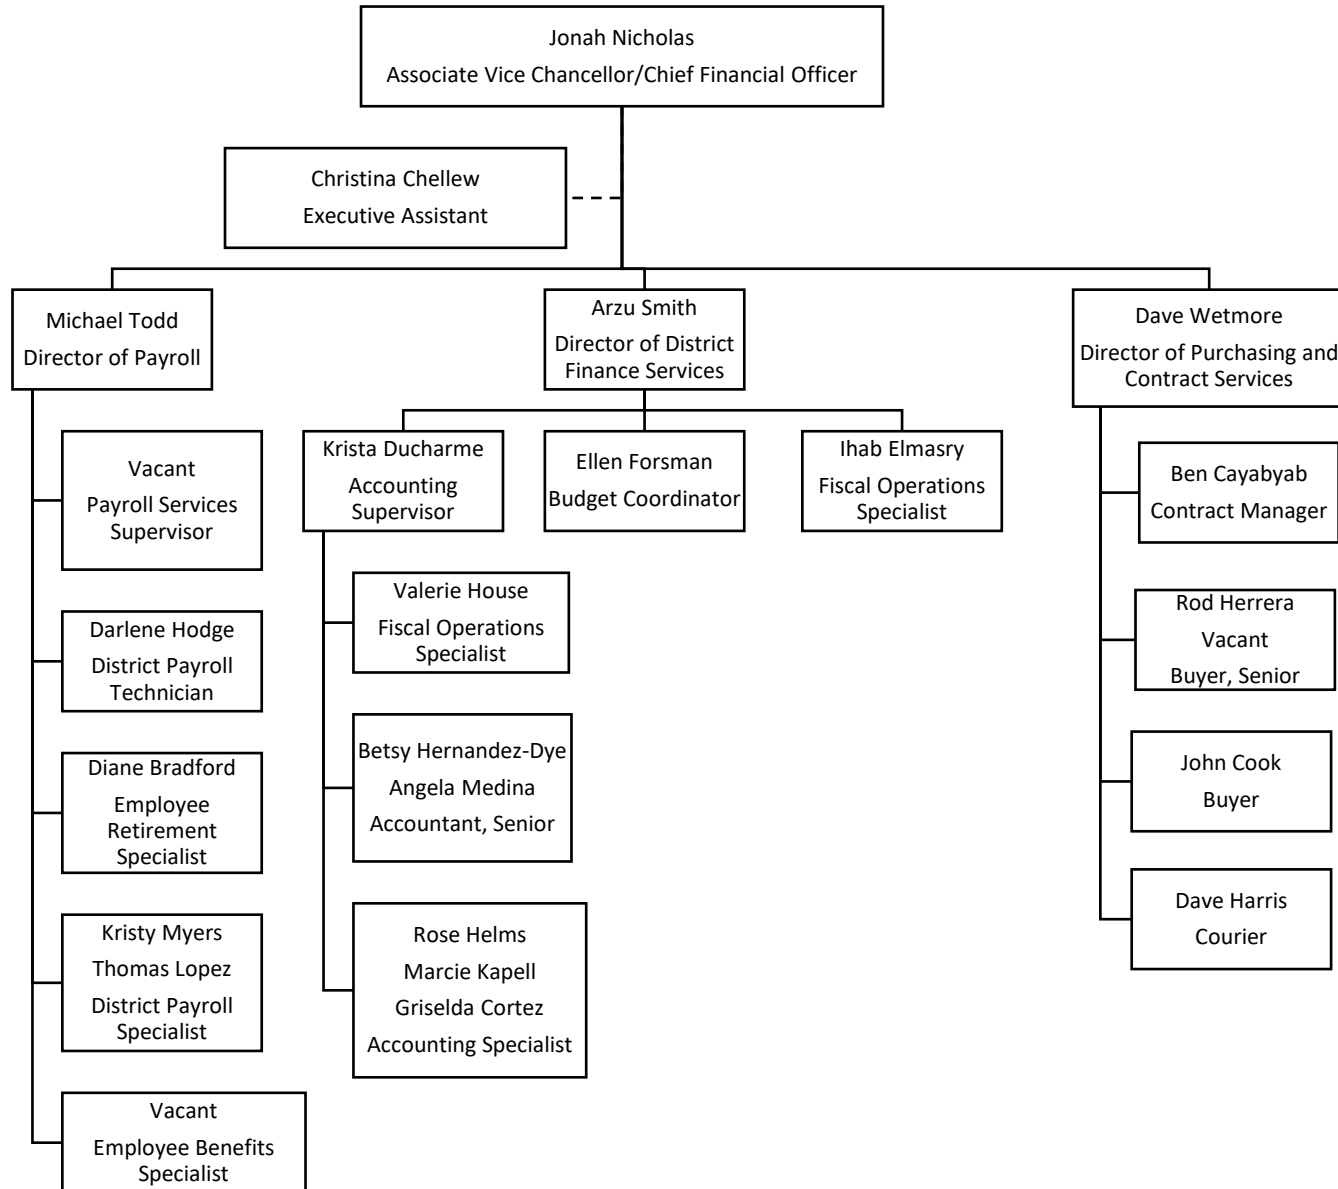 Jonah Nicholas
Associate Vice Chancellor/Chief Financial Officer
Christina Chellew
Executive Assistant
Michael Todd
Director of Payroll
Arzu Smith
Director of District
Finance Services
Dave Wetmore
Director of Purchasing and
Contract Services
Vacant
Payroll Services
Supervisor
Darlene Hodge
District Payroll
Technician
Diane Bradford
Employee
Retirement
Specialist
Kristy Myers
Thomas Lopez
District Payroll
Specialist
Vacant
Employee Benefits
Specialist
Krista Ducharme
Accounting
Supervisor
Ellen Forsman
Budget Coordinator
Ihab Elmasry
Fiscal Operations
Specialist
Valerie House
Fiscal Operations
Specialist
Betsy Hernandez-Dye
Angela Medina
Accountant, Senior
Rose Helms
Marcie Kapell
Griselda Cortez
Accounting Specialist
Ben Cayabyab
Contract Manager
Rod Herrera
Vacant
Buyer, Senior
John Cook
Buyer
Dave Harris
Courier